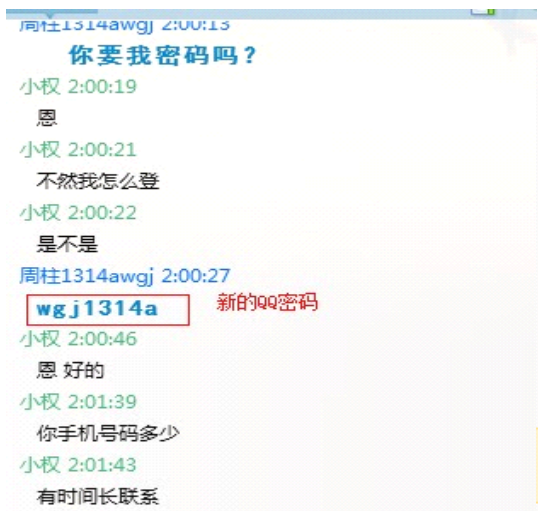 周柱1314awgj 2:00:13
你要我密码吗?
小权 2:00:19
恩
小权 2:00:21
不然我怎么登
小权 2:00:22
是不是
周柱1314awgj 2:00:27
wgj1314a 新的QQ密码
小权 2:00:46
恩 好的
小权 2:01:39
你手机号码多少
小权 2:01:43
有时间长联系